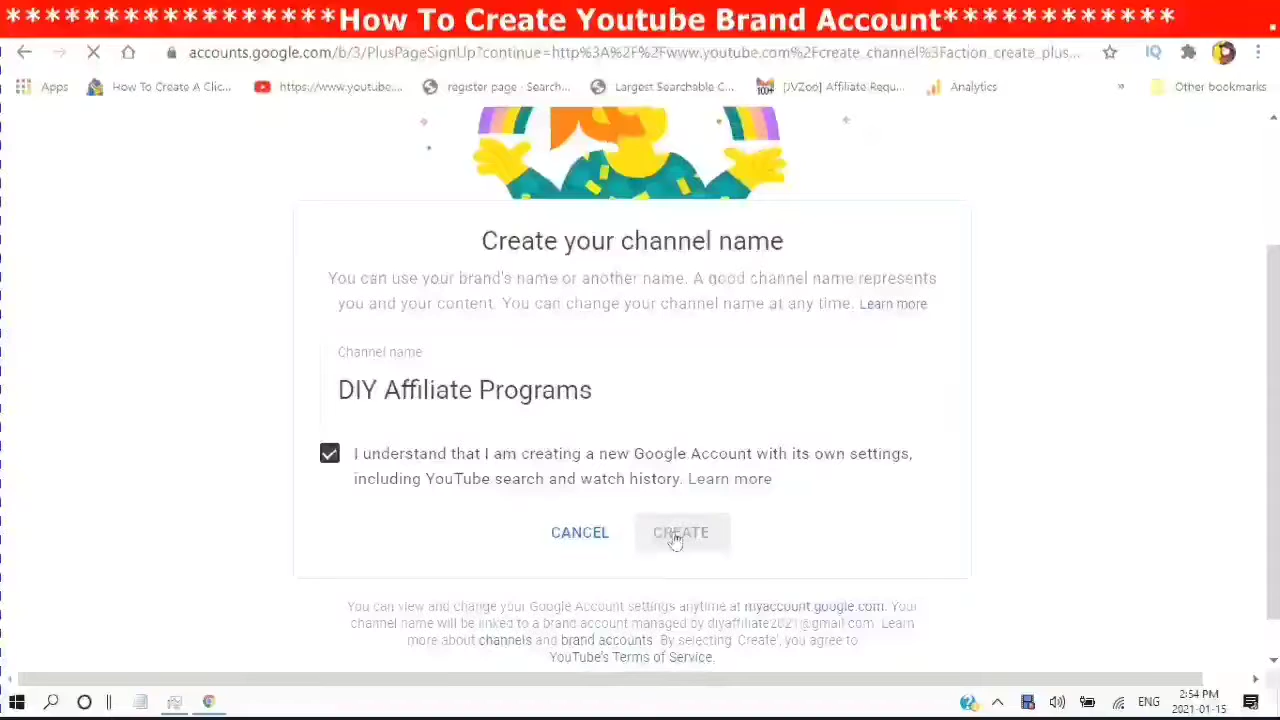 *****************How To Create Youtube Brand Account************
accounts.google.com/b/3/PlusPageSignUp?continue=http%3A%2F%2Fwww.youtube.com%2Fcreate_channel%3Faction_create_plus...
Apps How To Create A Clic... https://www.youtube... register page - Search... Largest Searchable C... [JVZoo] Affiliate Requ... Analytics » Other bookmarks
Create your channel name
You can use your brand's name or another name. A good channel name represents
you and your content. You can change your channel name at any time. Learn more
Channel name
DIY Affiliate Programs
I understand that I am creating a new Google Account with its own settings,
including YouTube search and watch history. Learn more
CANCEL CREATE
You can view and change your Google Account settings anytime at myaccount.google.com. Your
channel name will be linked to a brand account managed by diyaffiliate2021@gmail.com. Learn
more about channels and brand accounts. By selecting 'Create', you agree to
YouTube's Terms of Service.
ENG 2:54 PM
2021-01-15